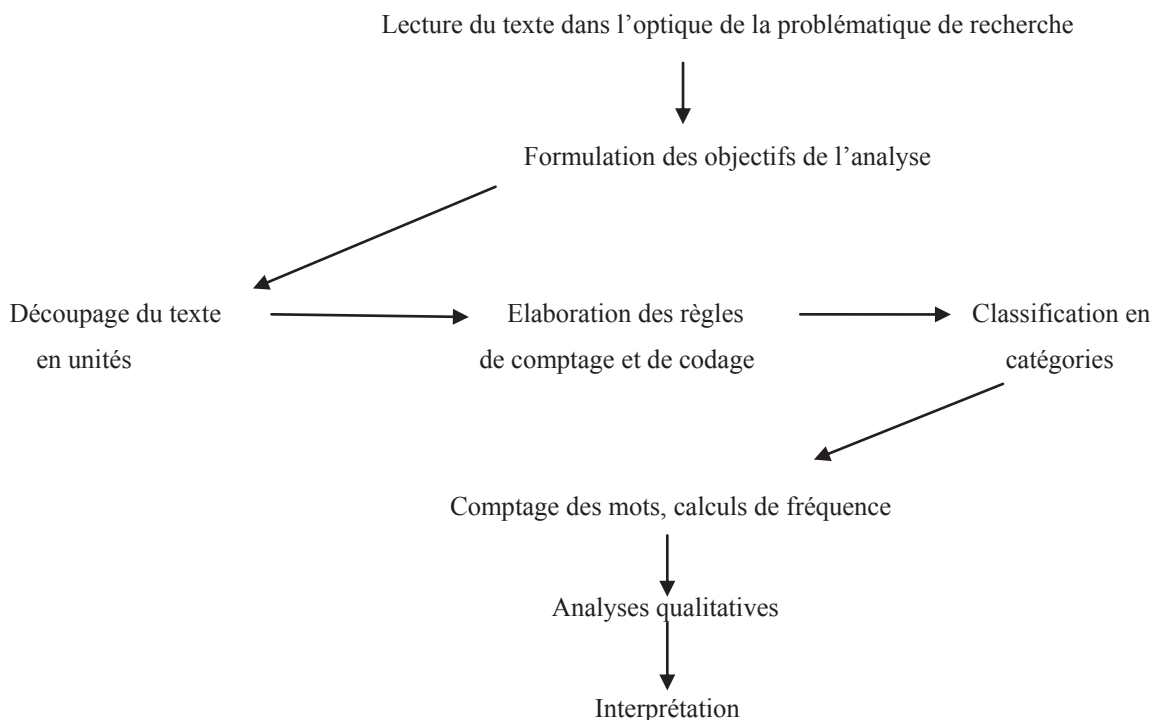 Lecture du texte dans l’optique de la problématique de recherche
Formulation des objectifs de l’analyse
Découpage du texte
en unités
Elaboration des règles
de comptage et de codage
Classification en
catégories
Comptage des mots, calculs de fréquence
Analyses qualitatives
Interprétation